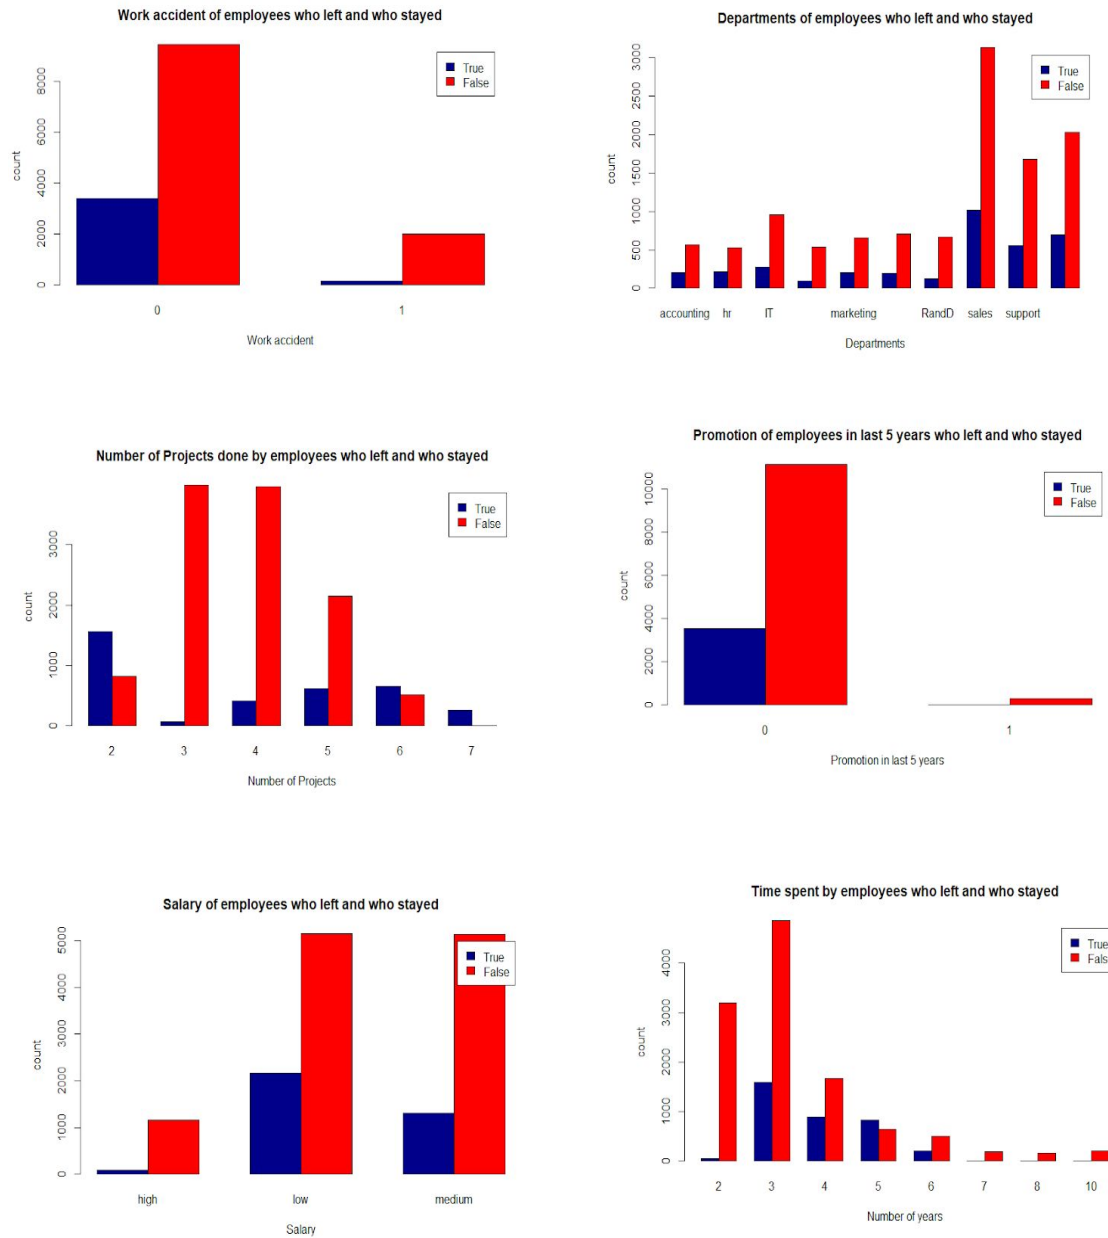 Work accident of employees who left and who stayed
True
False
count
8000
6000
4000
2000
0
0 1
Work accident
Departments of employees who left and who stayed
True
False
count
3000
2500
2000
1500
1000
500
0
accounting hr IT marketing RandD sales support
Departments
Number of Projects done by employees who left and who stayed
True
False
count
3000
2000
1000
0
2 3 4 5 6 7
Number of Projects
Promotion of employees in last 5 years who left and who stayed
True
False
count
10000
8000
6000
4000
2000
0
0 1
Promotion in last 5 years
Salary of employees who left and who stayed
True
False
count
5000
4000
3000
2000
1000
0
high low medium
Salary
Time spent by employees who left and who stayed
True
Fals
count
4000
3000
2000
1000
0
2 3 4 5 6 7 8 10
Number of years